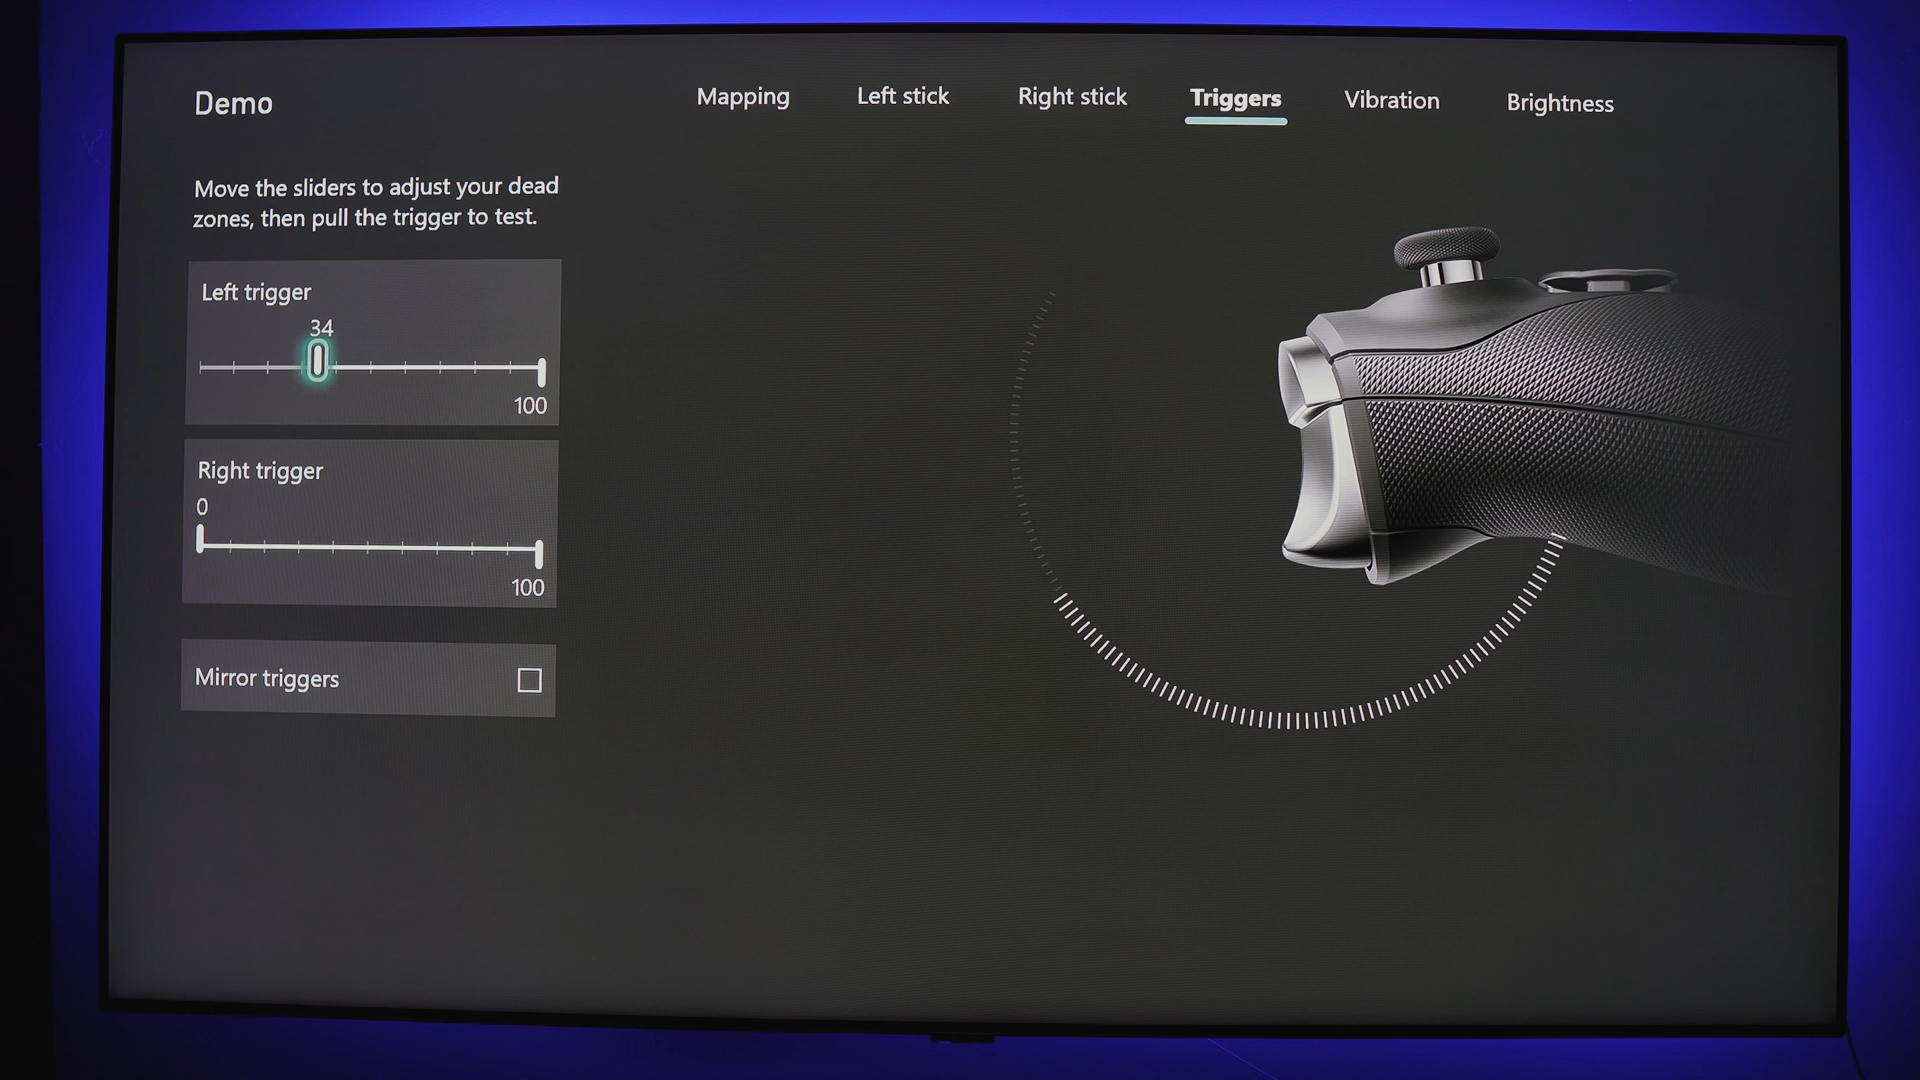 Demo
Mapping
Left stick
Right stick
Triggers
Vibration
Brightness
Move the sliders to adjust your dead
zones, then pull the trigger to test.
Left trigger
34
100
Right trigger
0
100
Mirror triggers